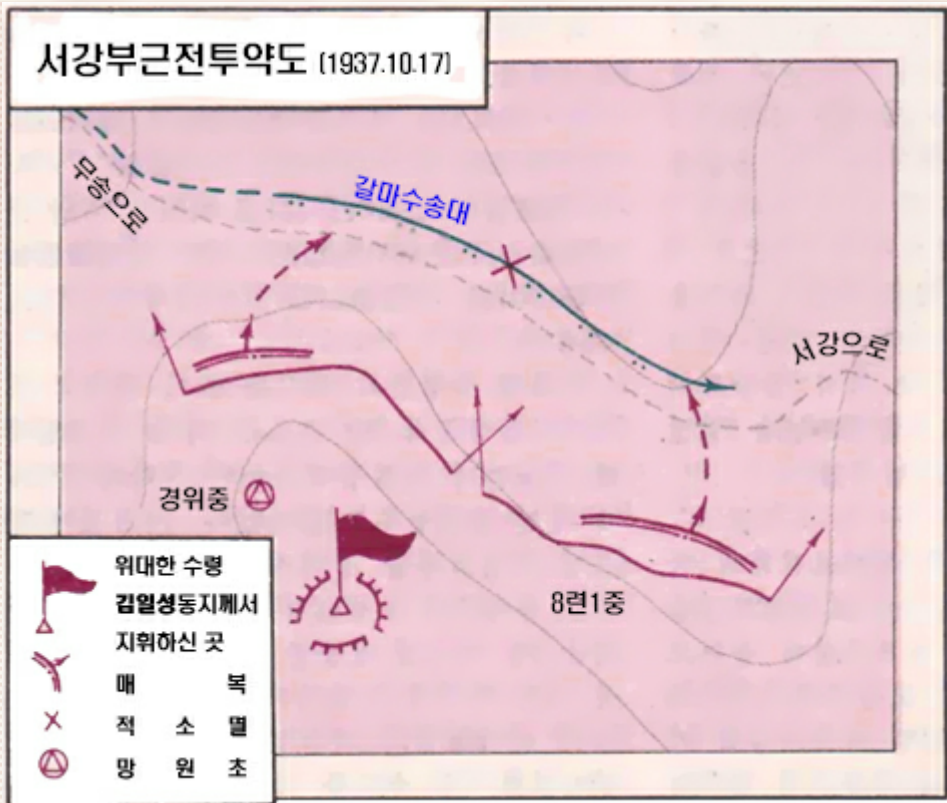 서강부근전투약도 (1937.10.17)
무송으로
갈마수송대
서강으로
경위중
8련1중
위대한 수령
김일성동지께서
지휘하신 곳
매 복
적 소 멸
망 원 초